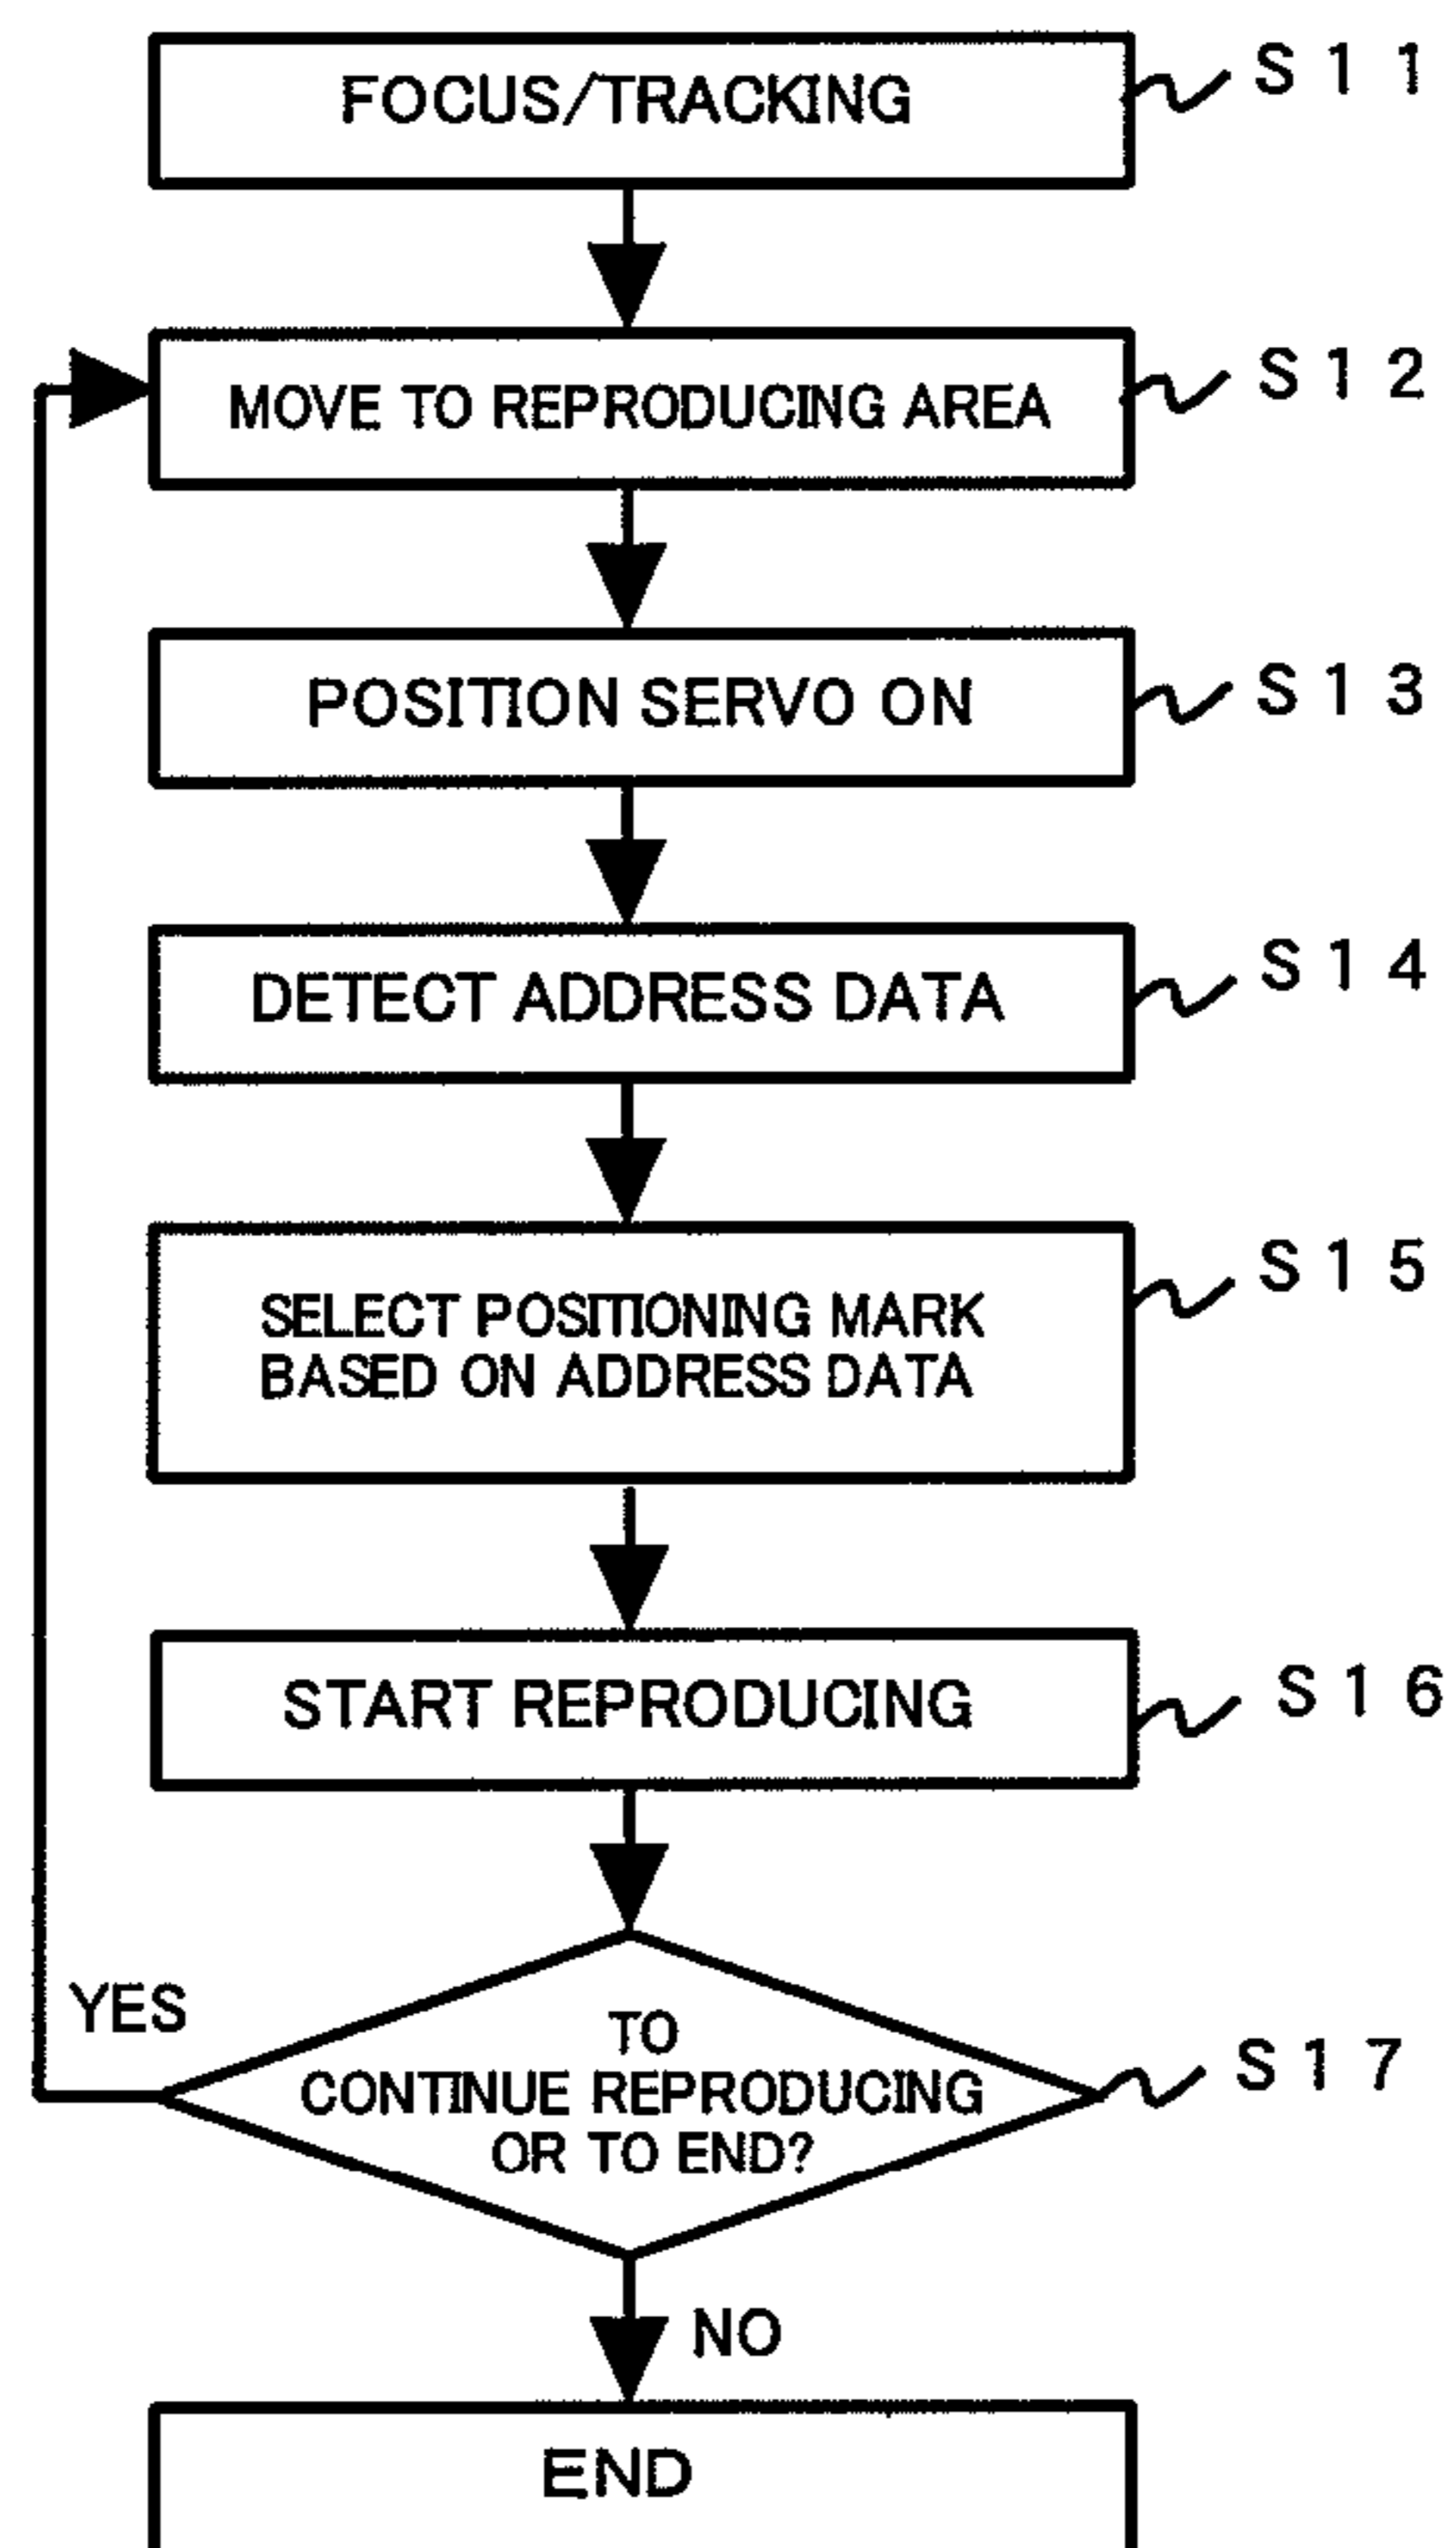 FOCUS/TRACKING
S11
MOVE TO REPRODUCING AREA
S12
POSITION SERVO ON
S13
DETECT ADDRESS DATA
S14
SELECT POSITIONING MARK
BASED ON ADDRESS DATA
S15
START REPRODUCING
S16
YES
TO
CONTINUE REPRODUCING
OR TO END?
S17
NO
END